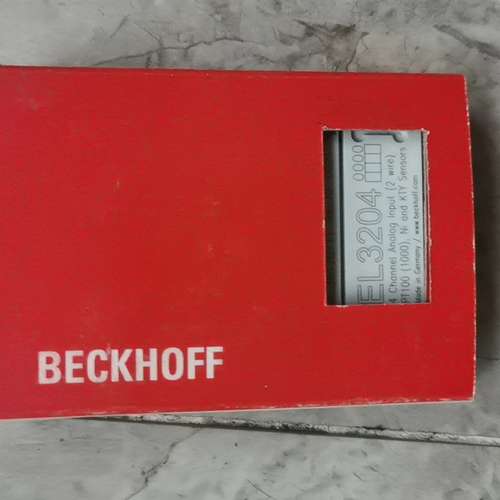 BECKHOFF
EL3204 0000
4 Channel Analog Input (2 wire)
PT100 (1000), Ni and KTY Sensors
Made in Germany / www.beckhoff.com